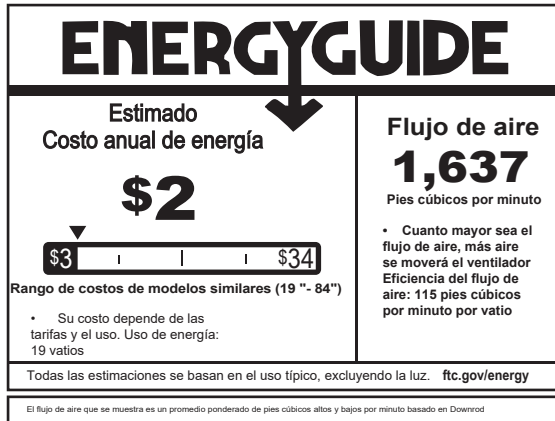 ENERGYGUIDE
Estimado
Costo anual de energía
$2
$3 $34
Rango de costos de modelos similares (19 "- 84")
• Su costo depende de las
tarifas y el uso. Uso de energía:
19 vatios
Flujo de aire
1,637
Pies cúbicos por minuto
• Cuanto mayor sea el
flujo de aire, más aire
se moverá el ventilador
Eficiencia del flujo de
aire: 115 pies cúbicos
por minuto por vatio
Todas las estimaciones se basan en el uso típico, excluyendo la luz. ftc.gov/energy
El flujo de aire que se muestra es un promedio ponderado de pies cúbicos altos y bajos por minuto basado en Downrod